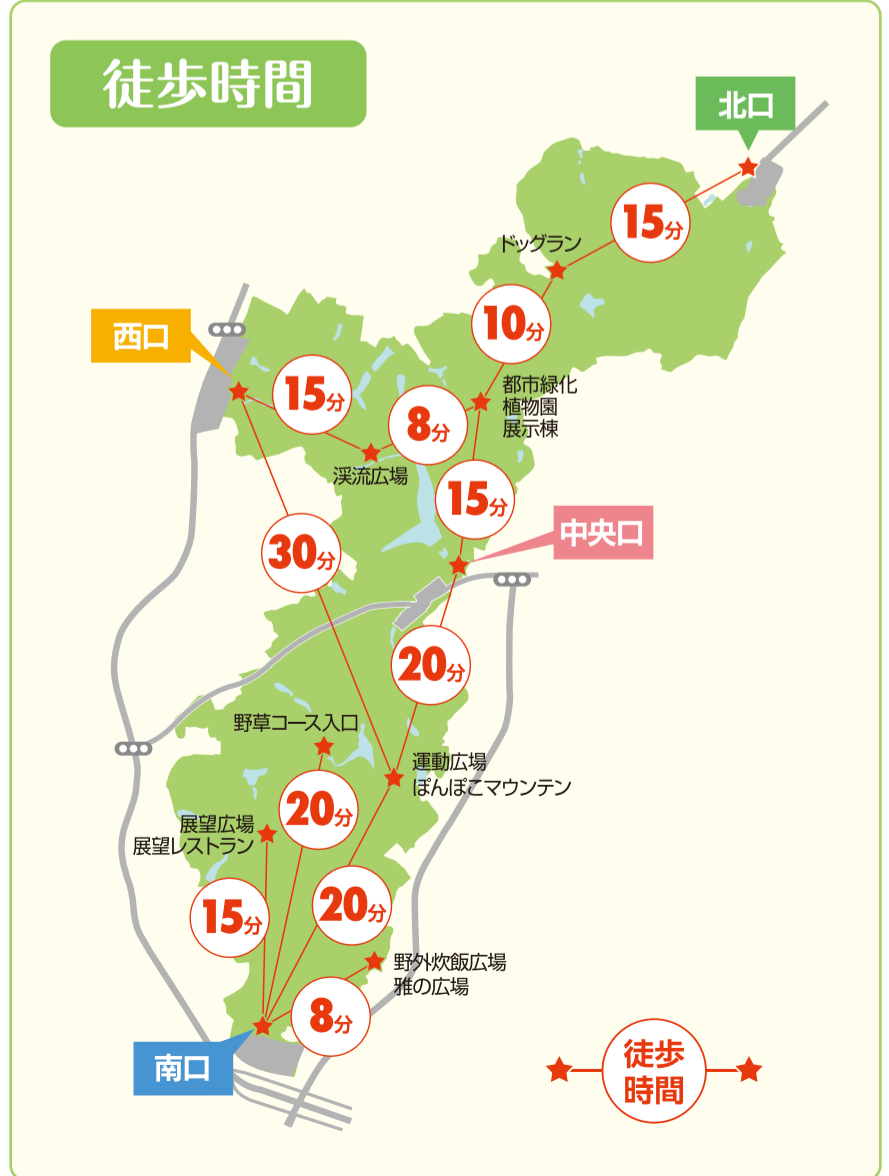 徒歩時間
北口
15分
ドッグラン
10分
西口
15分
8分
都市緑化
植物園
展示棟
渓流広場
15分
中央口
30分
20分
野草コース入口
運動広場
ぽんぽこマウンテン
20分
展望広場
展望レストラン
20分
15分
野外炊飯広場
雅の広場
8分
南口
徒歩
時間